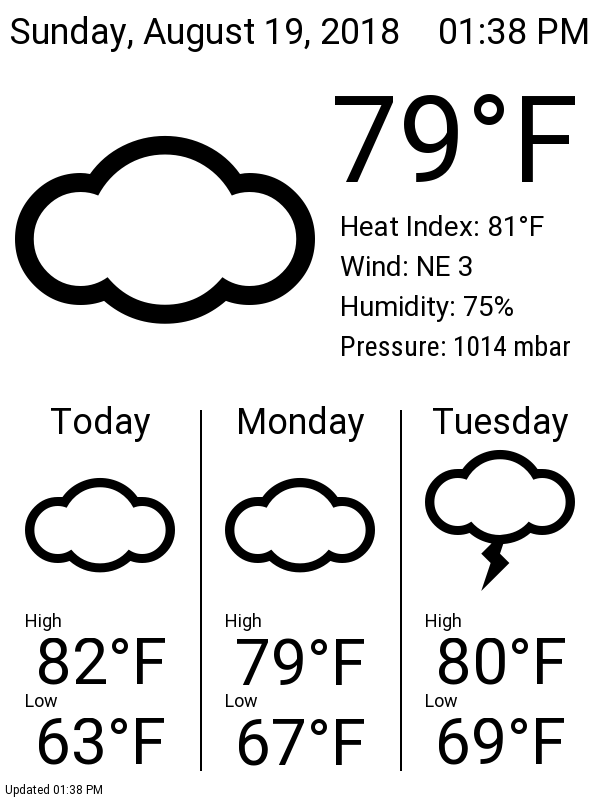 Sunday, August 19, 2018 01:38 PM
79°F
Heat Index: 81°F
Wind: NE 3
Humidity: 75%
Pressure: 1014 mbar
Today
High
82°F
Low
63°F
Monday
High
79°F
Low
67°F
Tuesday
High
80°F
Low
69°F
Updated 01:38 PM